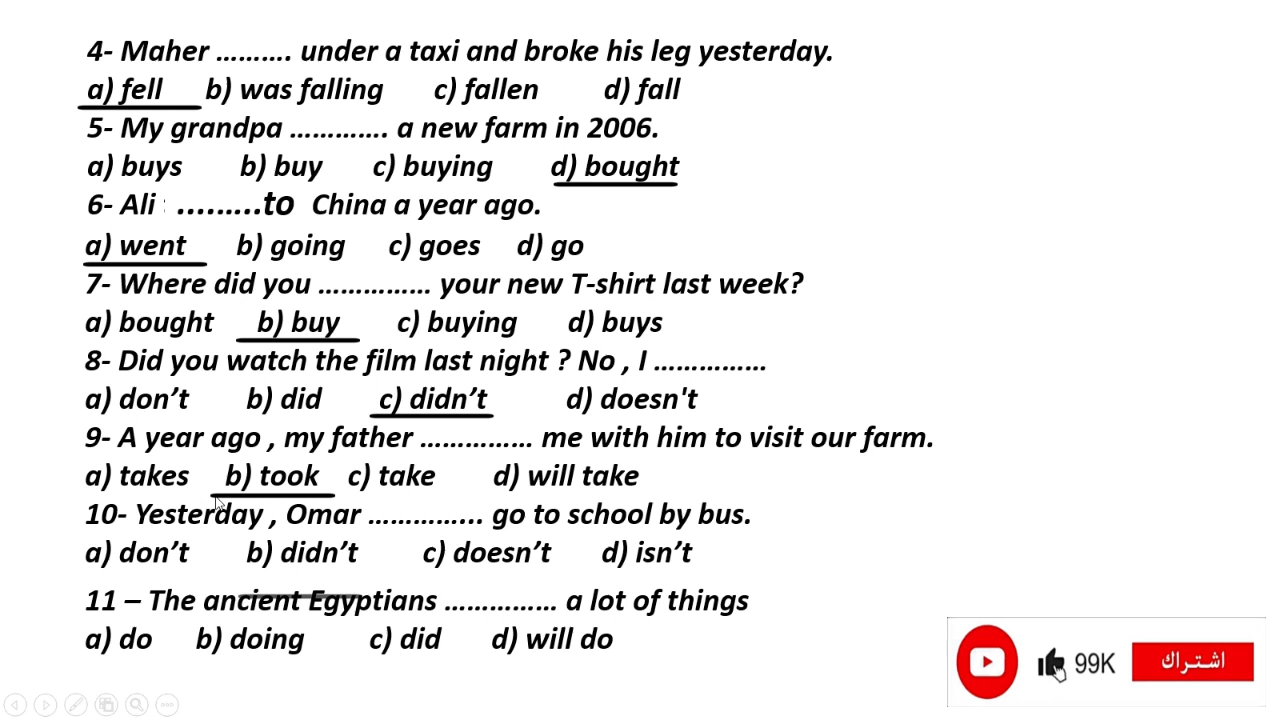 4- Maher ………. under a taxi and broke his leg yesterday.
a) fell b) was falling c) fallen d) fall
5- My grandpa …………. a new farm in 2006.
a) buys b) buy c) buying d) bought
6- Ali .........to China a year ago.
a) went b) going c) goes d) go
7- Where did you …………… your new T-shirt last week?
a) bought b) buy c) buying d) buys
8- Did you watch the film last night ? No , I ……………
a) don’t b) did c) didn’t d) doesn't
9- A year ago , my father …………… me with him to visit our farm.
a) takes b) took c) take d) will take
10- Yesterday , Omar …………... go to school by bus.
a) don’t b) didn’t c) doesn’t d) isn’t
11 – The ancient Egyptians …………… a lot of things
a) do b) doing c) did d) will do
99K اشتراك